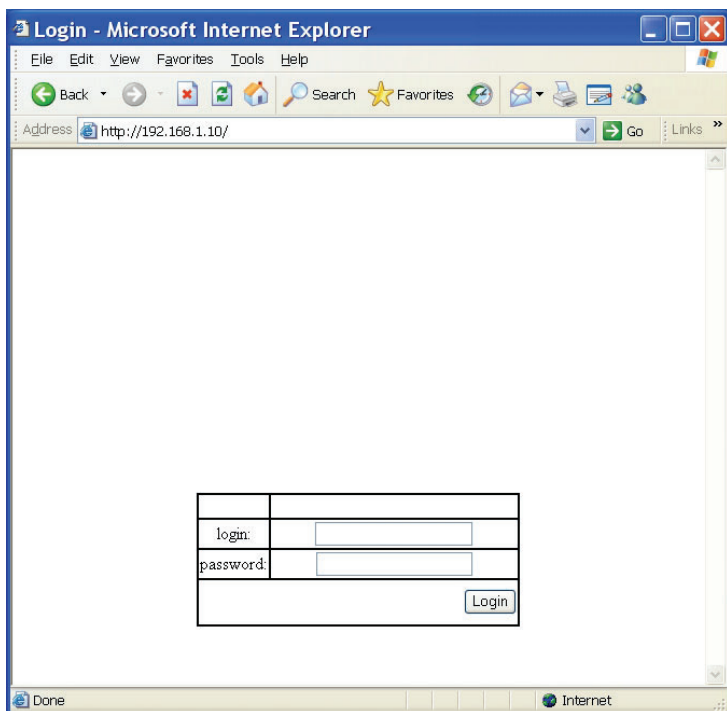 Login - Microsoft Internet Explorer
File Edit View Favorites Tools Help
Back Search Favorites
Address http://192.168.1.10/ Go Links »
login:
password:
Login
Done Internet